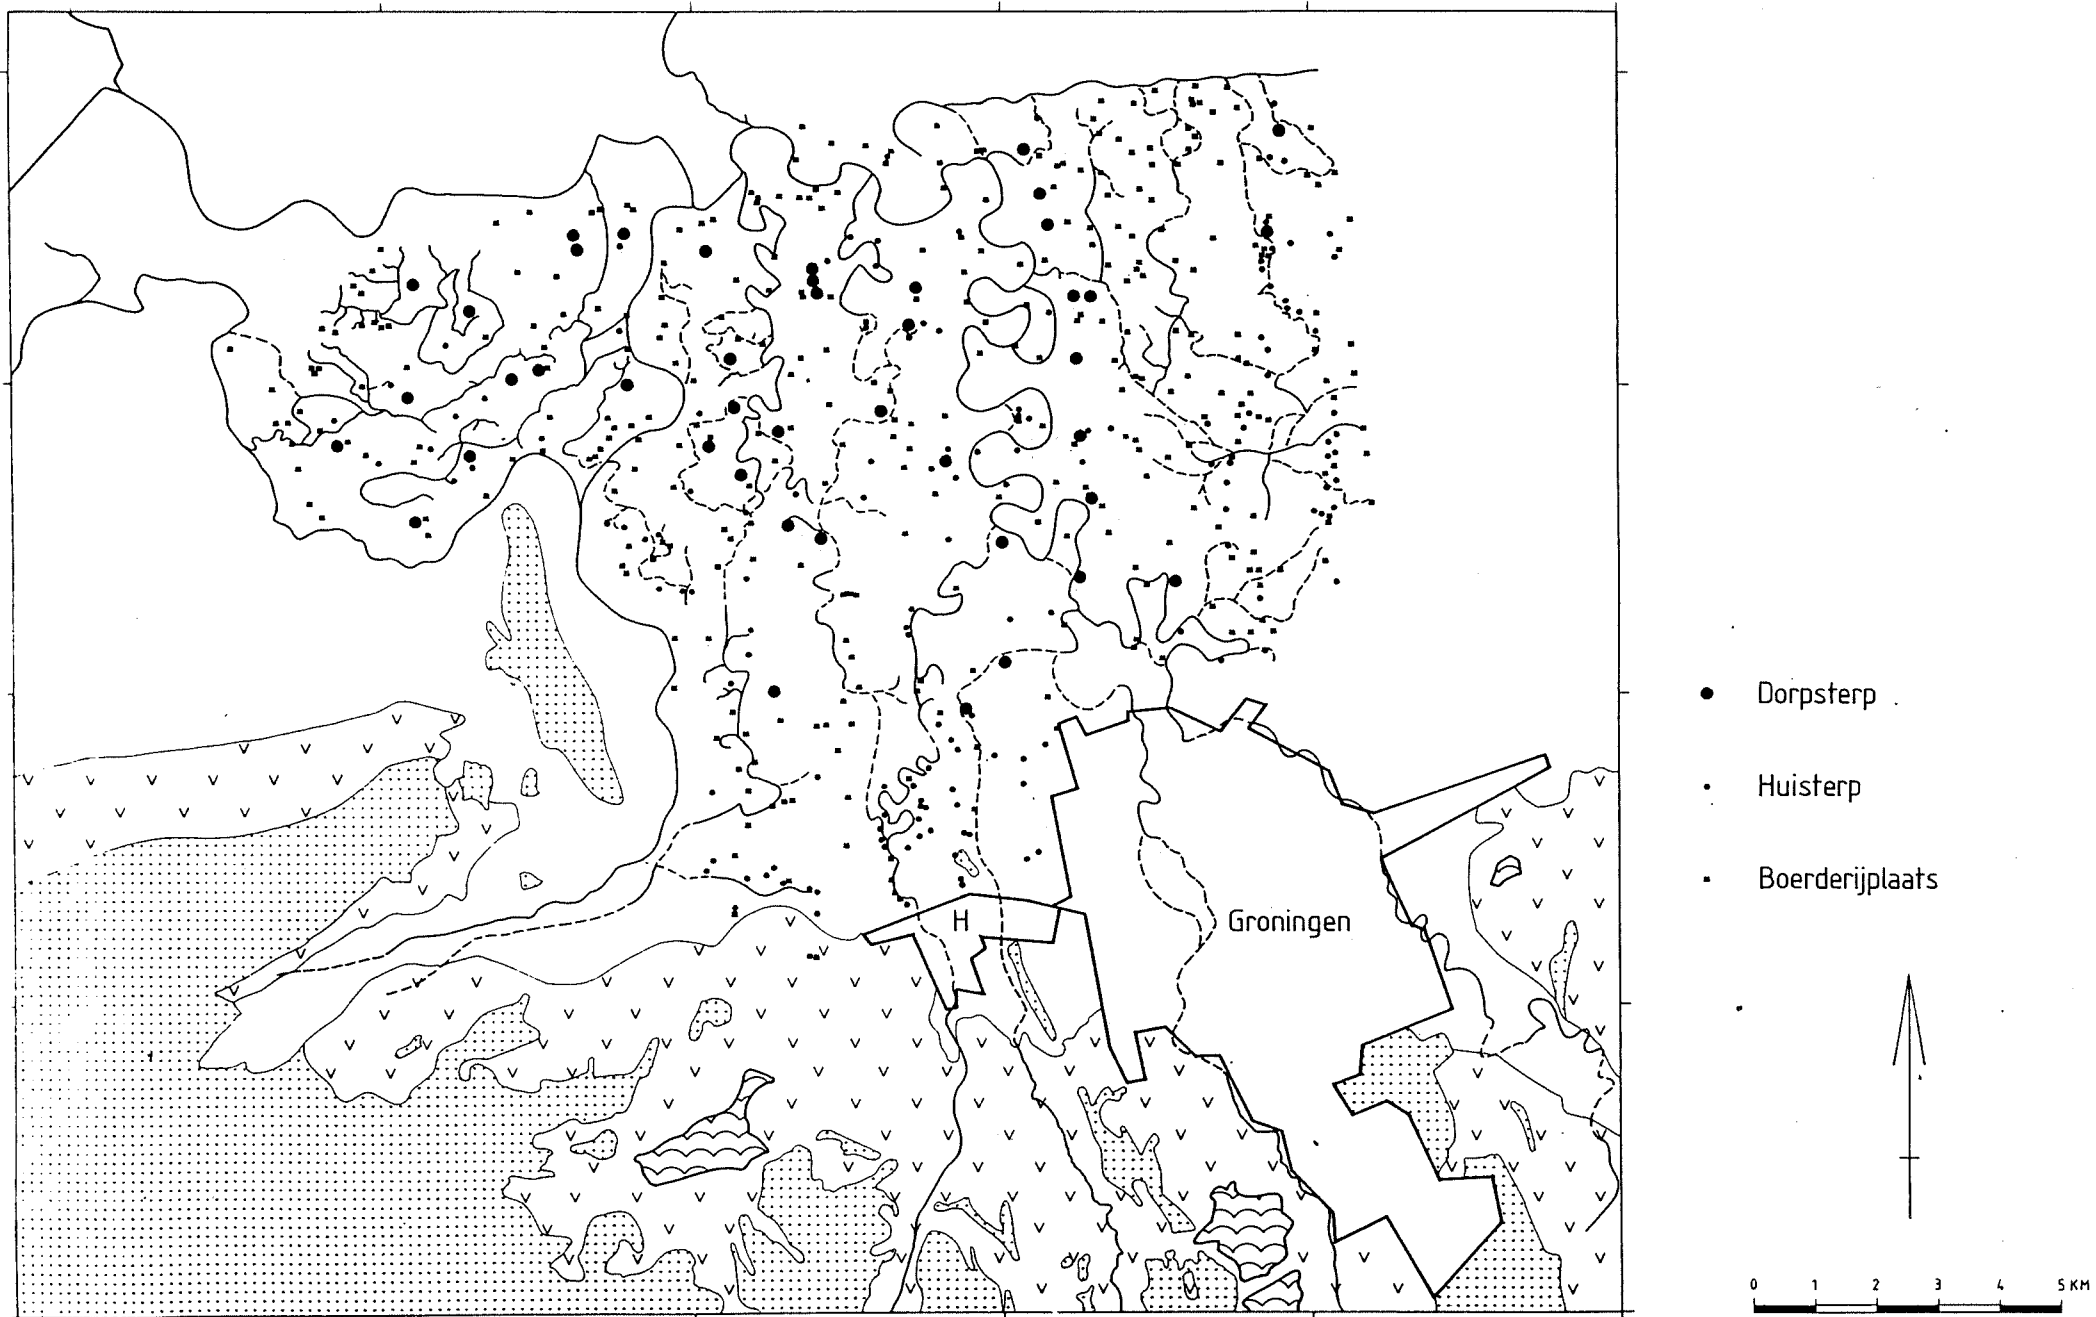 Dorpsterp
Huisterp
Boerderijplaats
H
Groningen
0 1 2 3 4 5 KM